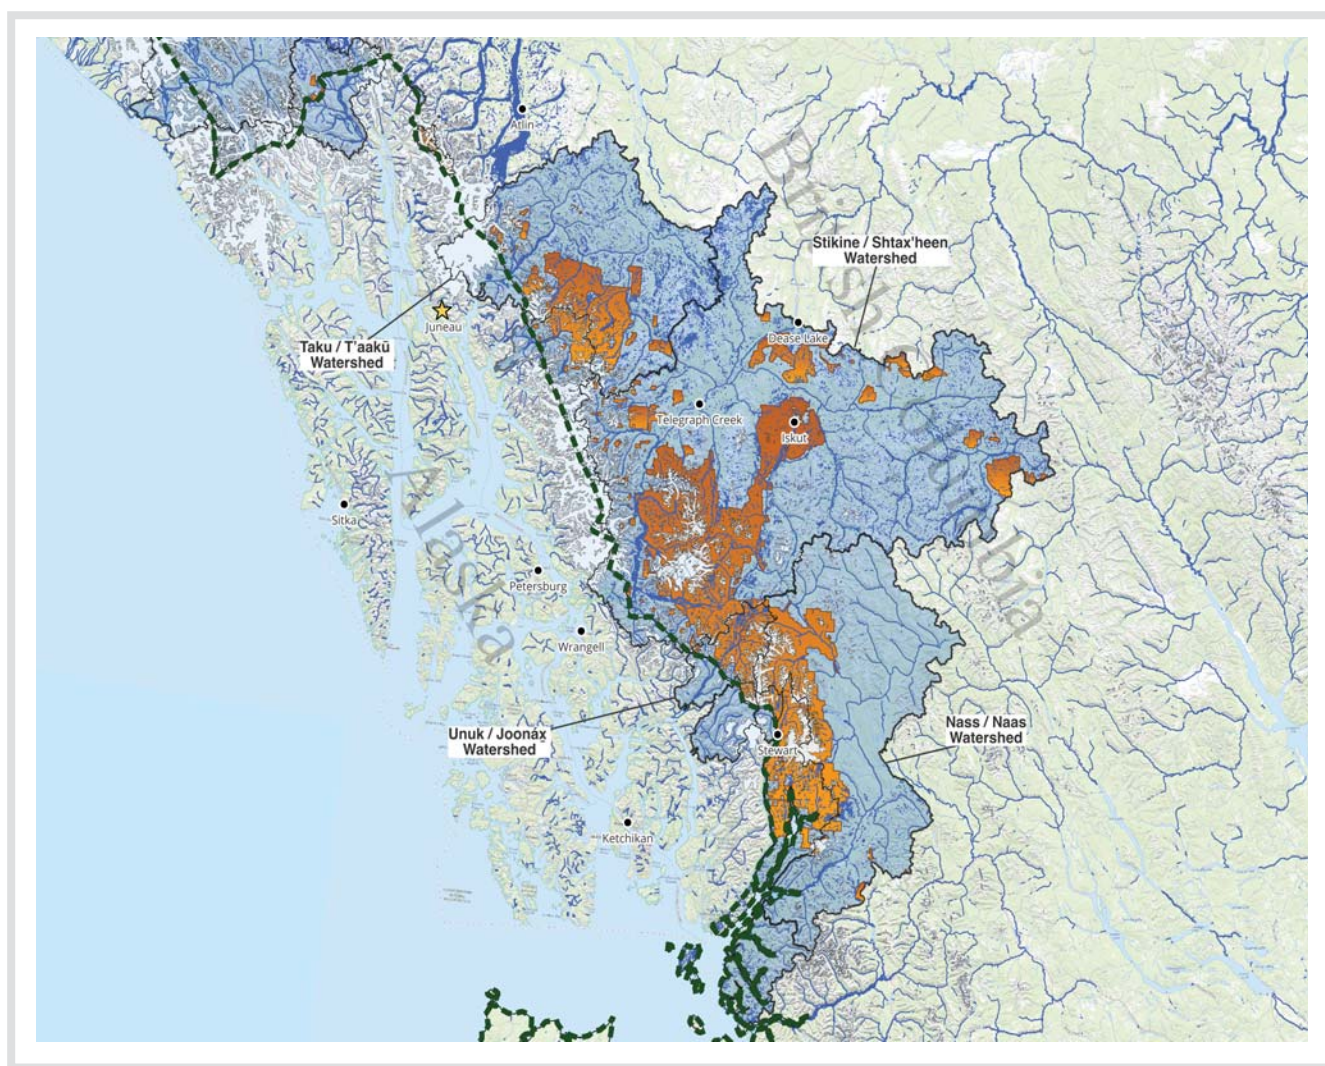 Atlin
British Columbia
Stikine / Shtax'heen
Watershed
Juneau
Dease Lake
Taku / T'aakū
Watershed
Telegraph Creek
Iskut
Alaska
Sitka
Petersburg
Wrangell
Unuk / Joonáx
Watershed
Nass / Naas
Watershed
Stewart
Ketchikan